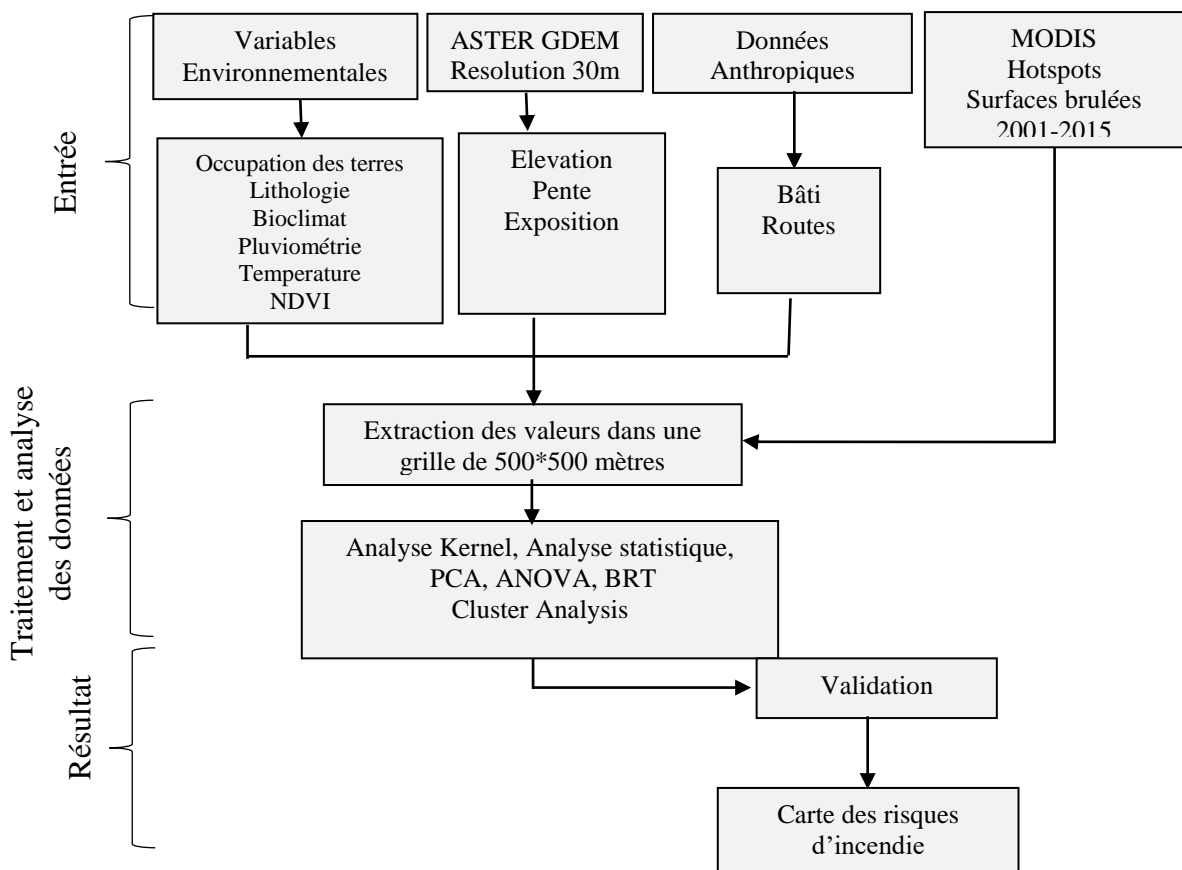 Variables
Environnementales
ASTER GDEM
Resolution 30m
Données
Anthropiques
MODIS
Hotspots
Surfaces brulées
2001-2015
Entrée
Occupation des terres
Lithologie
Bioclimat
Pluviométrie
Temperature
NDVI
Elevation
Pente
Exposition
Bâti
Routes
Traitement et analyse
des données
Extraction des valeurs dans une
grille de 500*500 mètres
Analyse Kernel, Analyse statistique,
PCA, ANOVA, BRT
Cluster Analysis
Résultat
Validation
Carte des risques
d’incendie